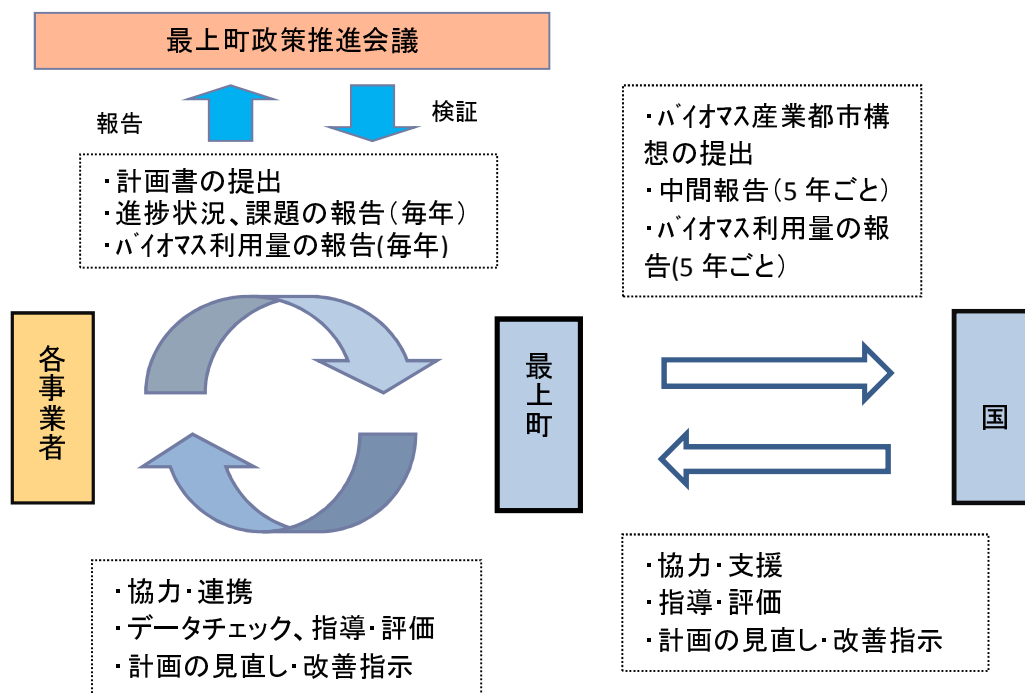 最上町政策推進会議
報告
検証
・計画書の提出
・進捗状況、課題の報告(毎年)
・バイオマス利用量の報告(毎年)
・バイオマス産業都市構
想の提出
・中間報告(5 年ごと)
・バイオマス利用量の報
告(5 年ごと)
各事業者
最上町
国
・協力・連携
・データチェック、指導・評価
・計画の見直し・改善指示
・協力・支援
・指導・評価
・計画の見直し・改善指示